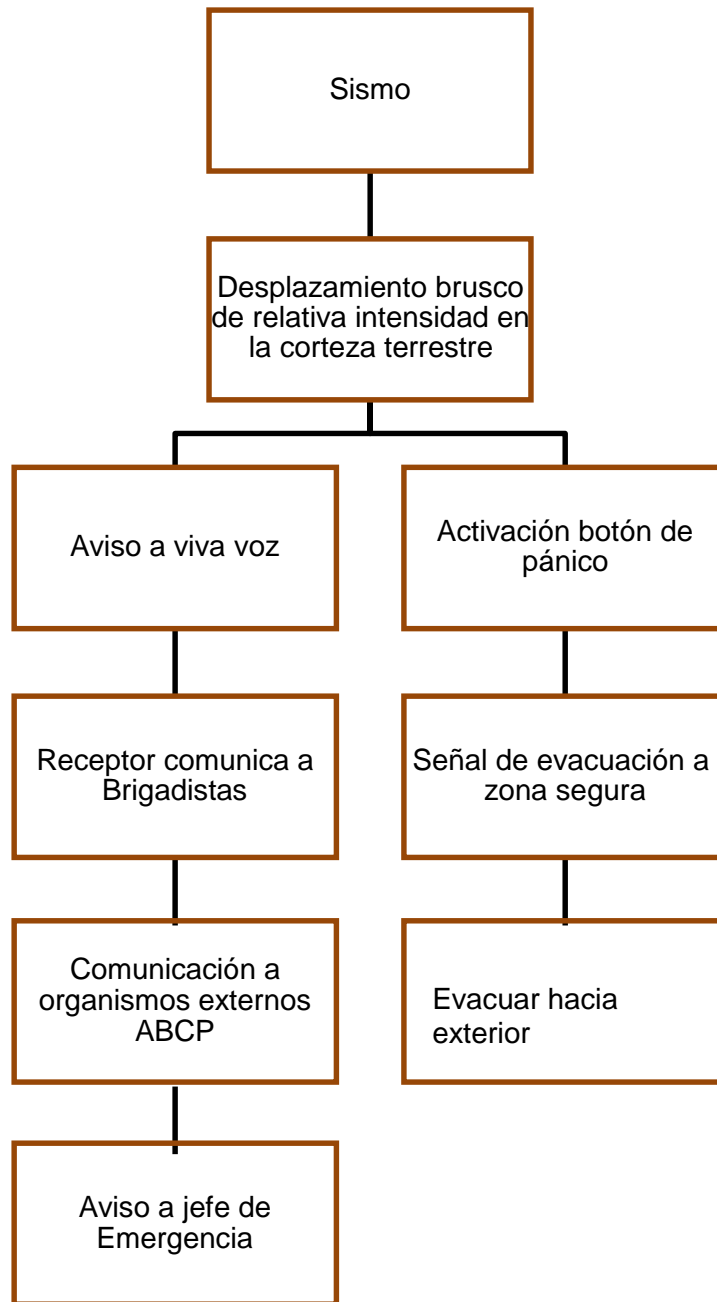 Sismo
Desplazamiento brusco
de relativa intensidad en
la corteza terrestre
Aviso a viva voz
Activación botón de
pánico
Receptor comunica a
Brigadistas
Señal de evacuación a
zona segura
Comunicación a
organismos externos
ABCP
Evacuar hacia
exterior
Aviso a jefe de
Emergencia